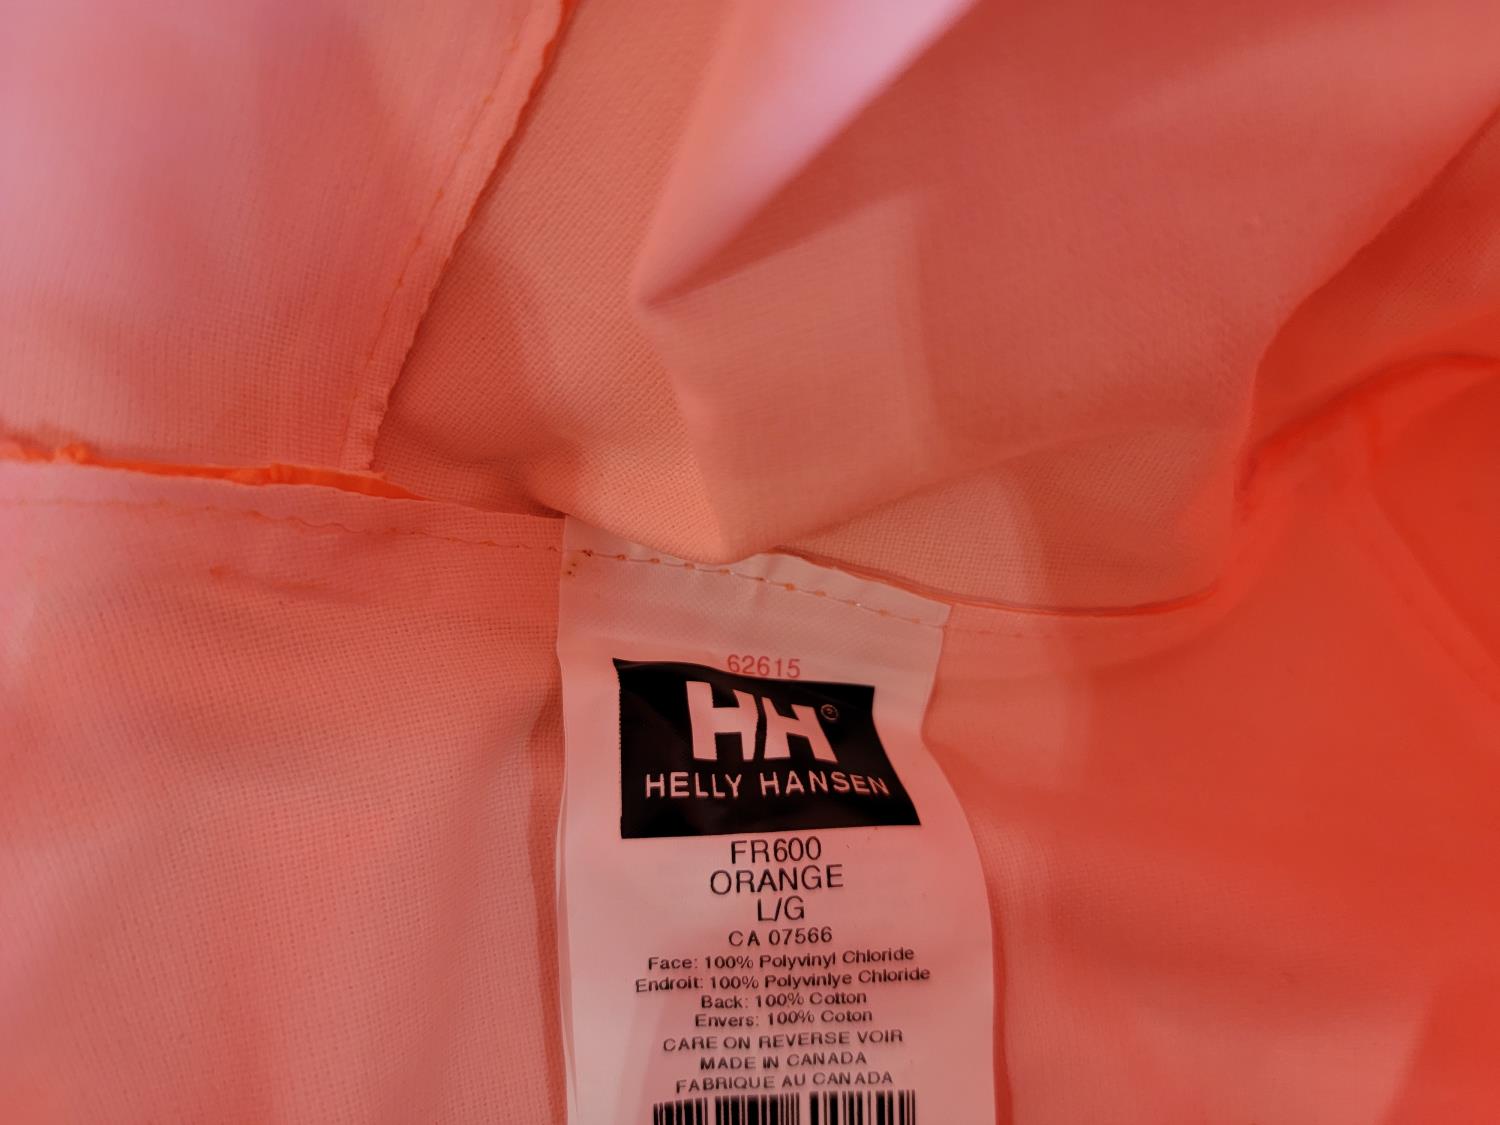 62615
HH®
HELLY HANSEN
FR600
ORANGE
L/G
CA 07566
Face: 100% Polyvinyl Chloride
Endroit: 100% Polyvinlye Chloride
Back: 100% Cotton
Envers: 100% Coton
CARE ON REVERSE VOIR
MADE IN CANADA
FABRIQUE AU CANADA